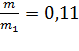 m/m₁ = 0,11